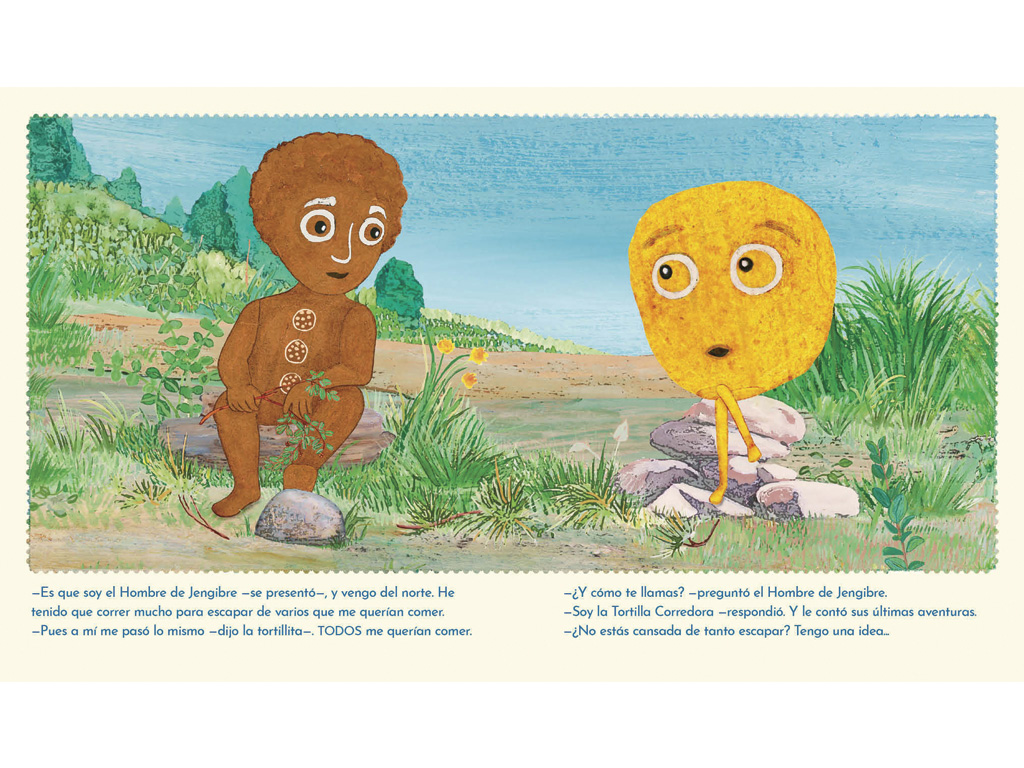 —Es que soy el Hombre de Jengibre —se presentó—, y vengo del norte. He
tenido que correr mucho para escapar de varios que me querían comer.
—Pues a mí me pasó lo mismo —dijo la tortillita—. TODOS me querían comer.
—¿Y cómo te llamas? —preguntó el Hombre de Jengibre.
—Soy la Tortilla Corredora —respondió. Y le contó sus últimas aventuras.
—¿No estás cansada de tanto escapar? Tengo una idea...